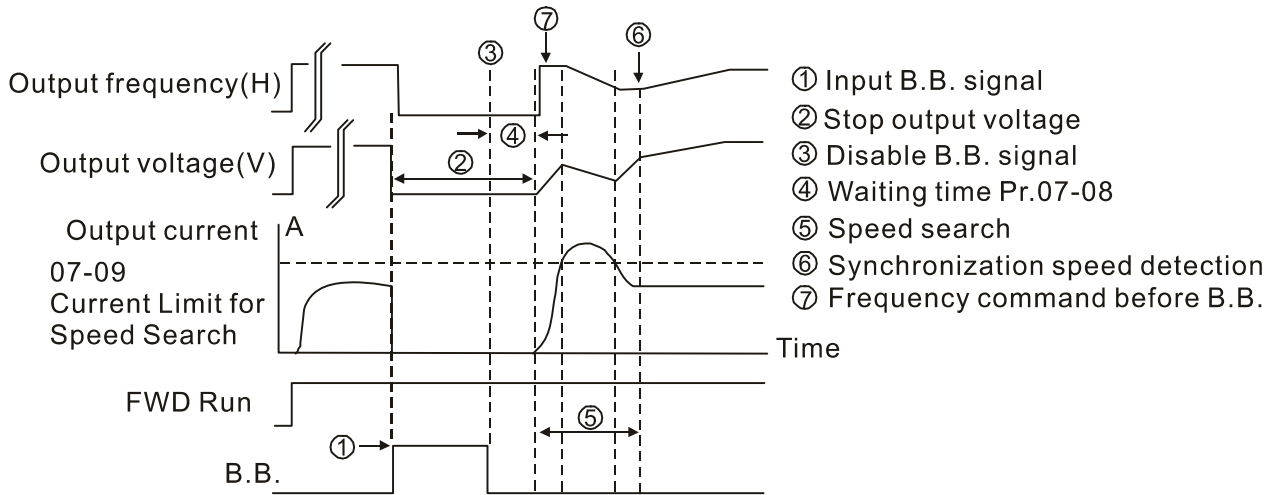 ⑦
③
⑥
Output frequency(H)
④
② 
Output voltage(V)
Output current
A
07-09
Current Limit for
Speed Search
Time
FWD Run
⑤
①
B.B.
① Input B.B. signal
② Stop output voltage
③ Disable B.B. signal
④ Waiting time Pr.07-08
⑤ Speed search
⑥ Synchronization speed detection
⑦ Frequency command before B.B.